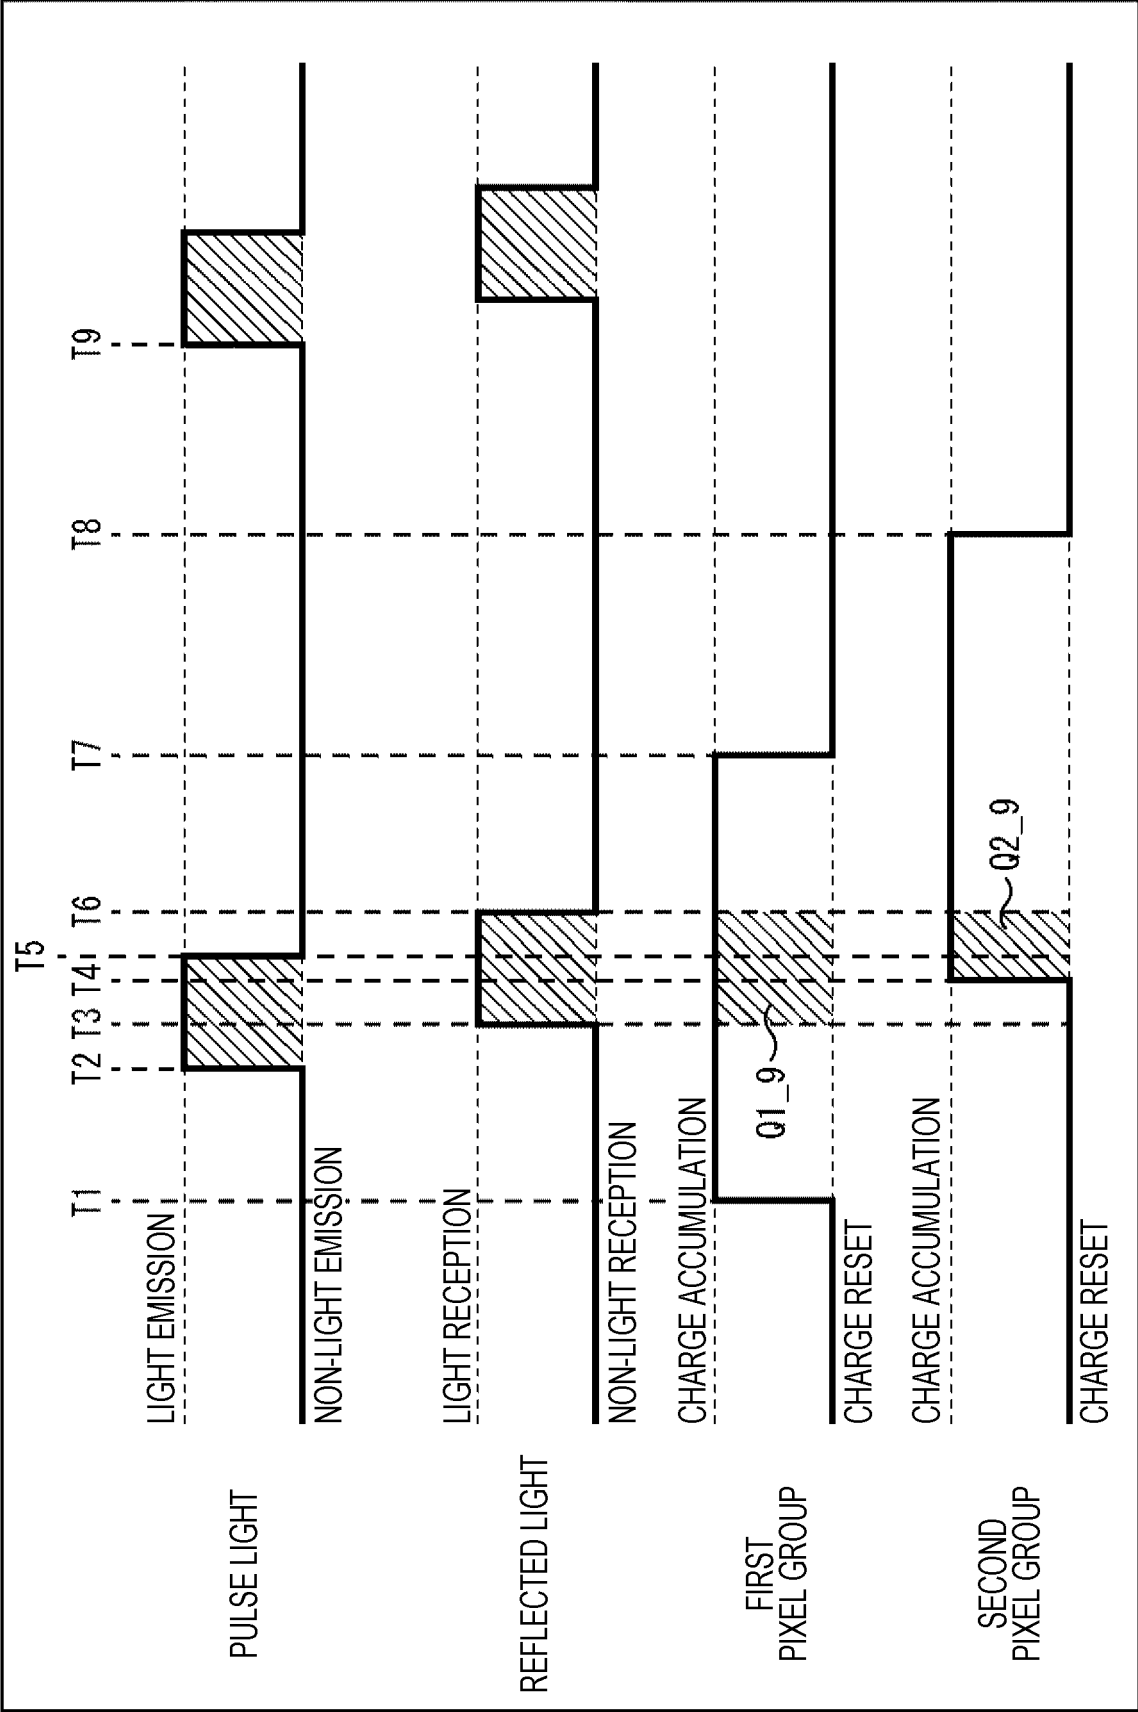 T5
T1
T2
T3
T4
T6
T7
T8
T9
LIGHT EMISSION
PULSE LIGHT
NON-LIGHT EMISSION
LIGHT RECEPTION
REFLECTED LIGHT
NON-LIGHT RECEPTION
CHARGE ACCUMULATION
FIRST
PIXEL GROUP
Q1_9
CHARGE RESET
CHARGE ACCUMULATION
SECOND
PIXEL GROUP
Q2_9
CHARGE RESET